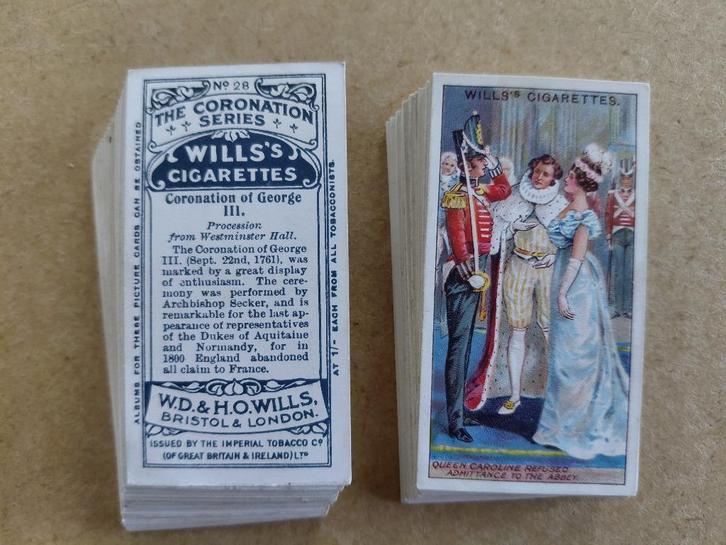 Nº 28
THE CORONATION
SERIES
WILLS'S
CIGARETTES
Coronation of George
III.
Procession
from Westminster Hall.
The Coronation of George
III. (Sept. 22nd, 1761), was
marked by a great display
of enthusiasm. The cere-
mony was performed by
Archbishop Secker, and is
remarkable for the last ap-
pearance of representatives
of the Dukes of Aquitaine
and Normandy, for in
1800 England abandoned
all claim to France.
W.D. & H.O. WILLS,
BRISTOL & LONDON.
ISSUED BY THE IMPERIAL TOBACCO Cº
(OF GREAT BRITAIN & IRELAND) LTD
ALBUMS FOR THESE PICTURE CARDS CAN BE OBTAINED
AT 1/- EACH FROM ALL TOBACCONISTS.
WILLS'S CIGARETTES.
QUEEN CAROLINE REFUSED
ADMITTANCE TO THE ABBEY.